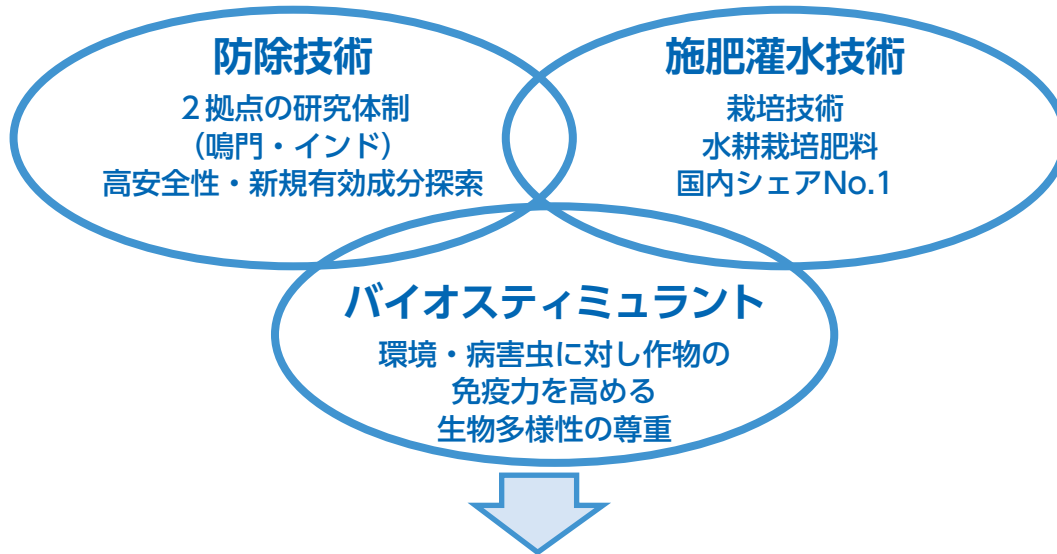 防除技術
2拠点の研究体制
（鳴門・インド）
高安全性・新規有効成分探索
施肥灌水技術
栽培技術
水耕栽培肥料
国内シェアNo.1
バイオスティミュラント
環境・病害虫に対し作物の
免疫力を高める
生物多様性の尊重